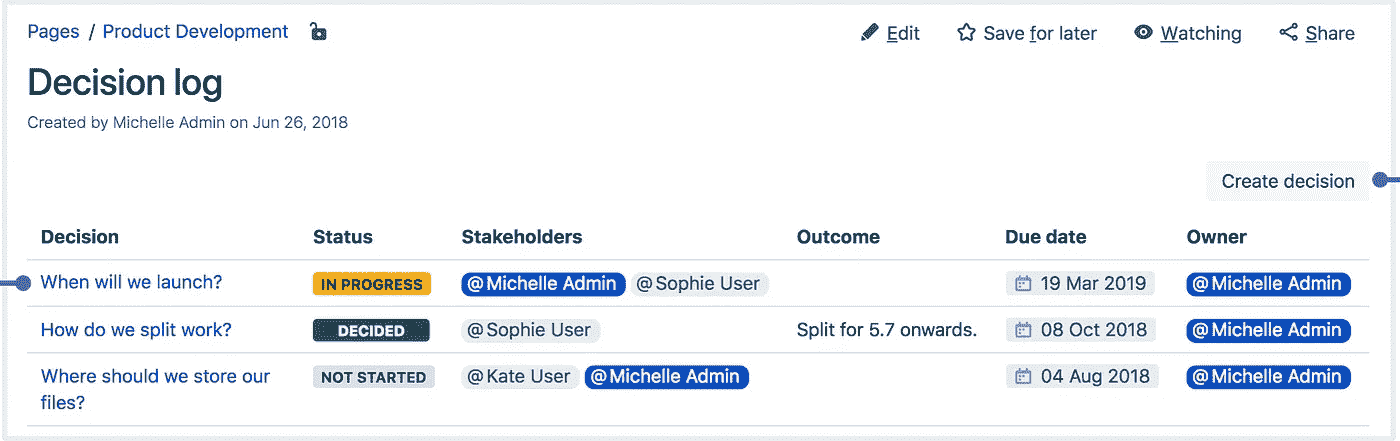 Pages / Product Development Edit Save for later Watching Share
Decision log
Created by Michelle Admin on Jun 26, 2018
Create decision
Decision Status Stakeholders Outcome Due date Owner
When will we launch? IN PROGRESS @Michelle Admin @Sophie User 19 Mar 2019 @Michelle Admin
How do we split work? DECIDED @Sophie User Split for 5.7 onwards. 08 Oct 2018 @Michelle Admin
Where should we store our NOT STARTED @Kate User @Michelle Admin 04 Aug 2018 @Michelle Admin
files?